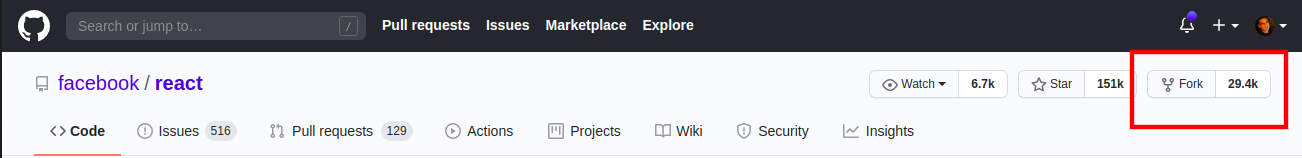 Search or jump to… / Pull requests Issues Marketplace Explore
facebook / react Watch 6.7k Star 151k Fork 29.4k
Code Issues 516 Pull requests 129 Actions Projects Wiki Security Insights